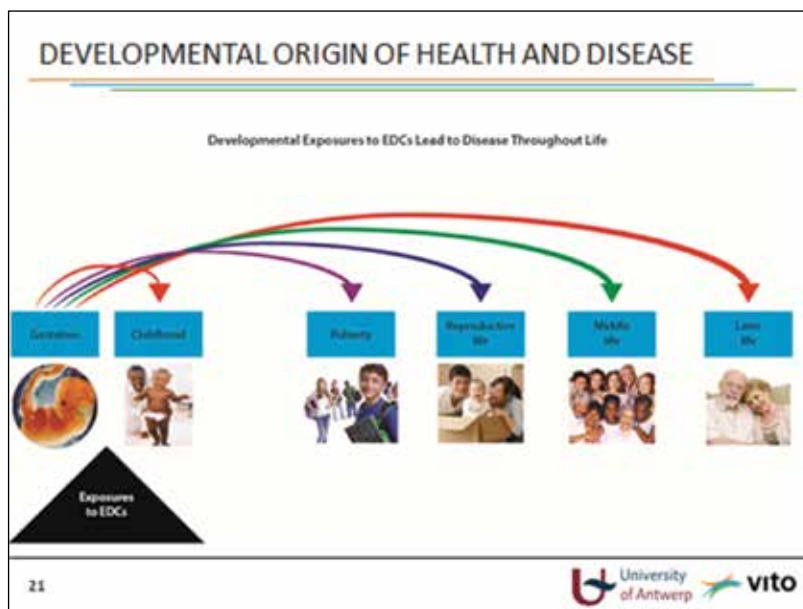 DEVELOPMENTAL ORIGIN OF HEALTH AND DISEASE
Developmental Exposures to EDCs Lead to Disease Throughout Life
Gestation
Childhood
Puberty
Reproductive
life
Midlife
life
Later
life
Exposures
to EDCs
21
University
of Antwerp
vito